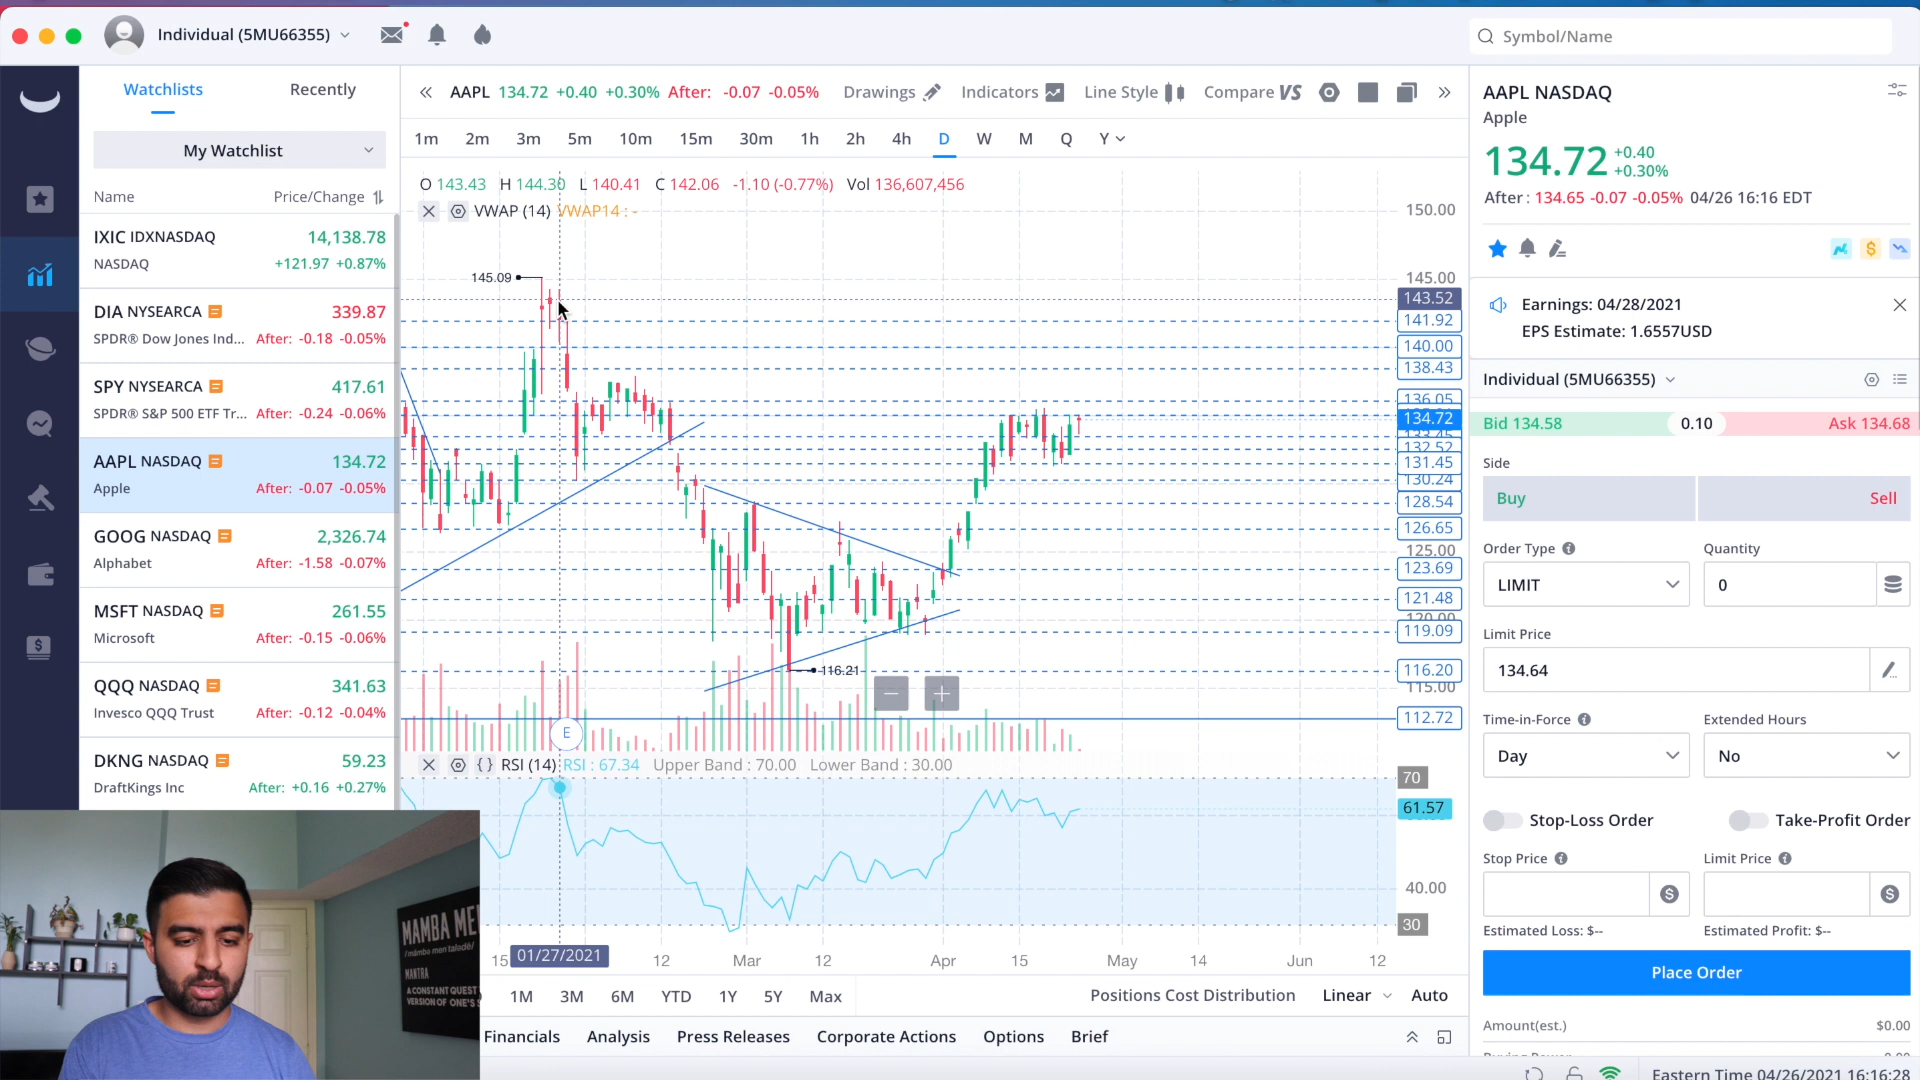 Individual (5MU66355)
Symbol/Name
Watchlists Recently
My Watchlist
Name Price/Change
IXIC IDXNASDAQ 14,138.78
NASDAQ +121.97 +0.87%
DIA NYSEARCA 339.87
SPDR® Dow Jones Ind... After: -0.18 -0.05%
SPY NYSEARCA 417.61
SPDR® S&P 500 ETF Tr... After: -0.24 -0.06%
AAPL NASDAQ 134.72
Apple After: -0.07 -0.05%
GOOG NASDAQ 2,326.74
Alphabet After: -1.58 -0.07%
MSFT NASDAQ 261.55
Microsoft After: -0.15 -0.06%
QQQ NASDAQ 341.63
Invesco QQQ Trust After: -0.12 -0.04%
DKNG NASDAQ 59.23
DraftKings Inc After: +0.16 +0.27%
AAPL 134.72 +0.40 +0.30% After: -0.07 -0.05% Drawings Indicators Line Style Compare VS
1m 2m 3m 5m 10m 15m 30m 1h 2h 4h D W M Q Y
O 143.43 H 144.30 L 140.41 C 142.06 -1.10 (-0.77%) Vol 136,607,456
VWAP (14) VWAP14 : -
150.00
145.09
145.00
143.52
141.92
140.00
138.43
136.05
134.72
132.52
131.45
130.24
128.54
126.65
125.00
123.69
121.48
120.00
119.09
116.21
116.20
115.00
112.72
E
RSI (14) RSI : 67.34 Upper Band : 70.00 Lower Band : 30.00
70
61.57
40.00
30
15 01/27/2021 12 Mar 12 Apr 15 May 14 Jun 12
1M 3M 6M YTD 1Y 5Y Max Positions Cost Distribution Linear Auto
Financials Analysis Press Releases Corporate Actions Options Brief
AAPL NASDAQ
Apple
134.72 +0.40
+0.30%
After: 134.65 -0.07 -0.05% 04/26 16:16 EDT
Earnings: 04/28/2021
EPS Estimate: 1.6557USD
Individual (5MU66355)
Bid 134.58 0.10 Ask 134.68
Side
Buy Sell
Order Type Quantity
LIMIT 0
Limit Price
134.64
Time-in-Force Extended Hours
Day No
Stop-Loss Order Take-Profit Order
Stop Price Limit Price
$ $
Estimated Loss: $-- Estimated Profit: $--
Place Order
Amount(est.) $0.00
Eastern Time 04/26/2021 16:16:28
MAMBA ME
MANTRA
A CONSTANT QUEST
VERSION OF ONE'S